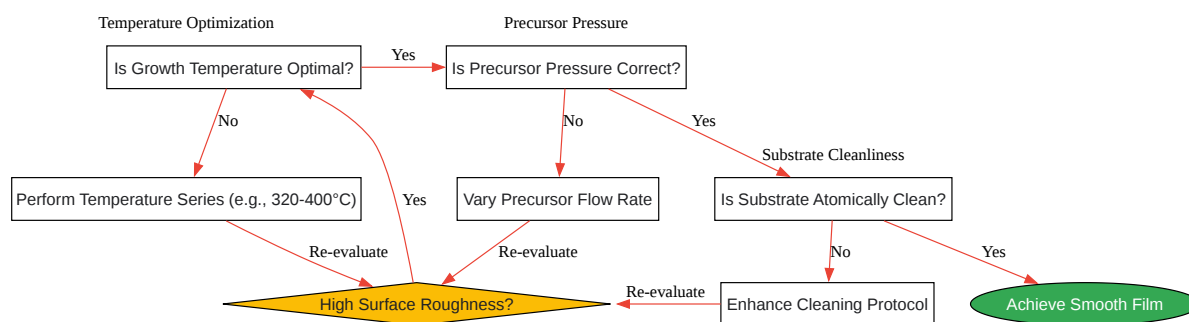 Temperature Optimization
Precursor Pressure
Is Growth Temperature Optimal?
Yes
Is Precursor Pressure Correct?
No
No
Yes
Substrate Cleanliness
Perform Temperature Series (e.g., 320-400°C)
Yes
Vary Precursor Flow Rate
Is Substrate Atomically Clean?
Re-evaluate
Re-evaluate
No
Yes
High Surface Roughness?
Re-evaluate
Enhance Cleaning Protocol
Achieve Smooth Film